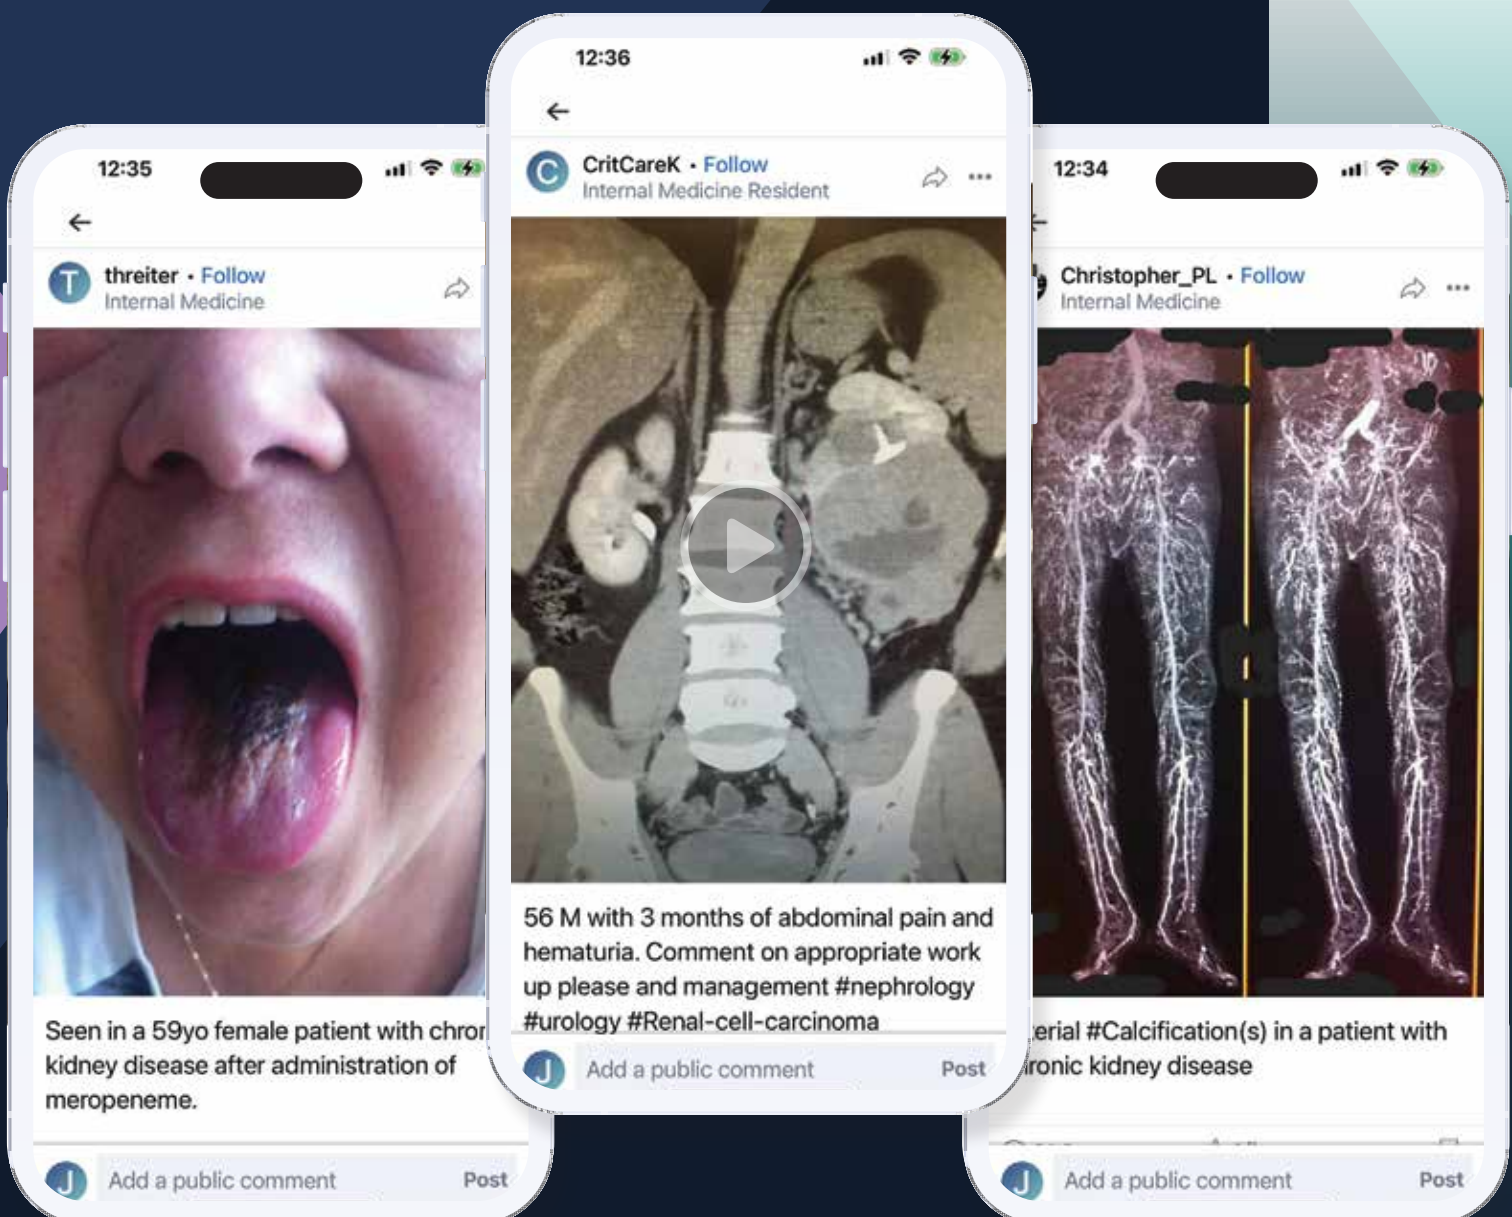 12:35
threiter • Follow
Internal Medicine
Seen in a 59yo female patient with
kidney disease after administration of
meropeneme.
J
Add a public comment
Post
12:36
C
CritCareK • Follow
Internal Medicine Resident
56 M with 3 months of abdominal pain and
hematuria. Comment on appropriate work
up please and management #nephrology
#urology #Renal-cell-carcinoma
J
Add a public comment
Post
12:34
Christopher_PL • Follow
Internal Medicine
#Calcification(s) in a patient with
kidney disease
J
Add a public comment
Post